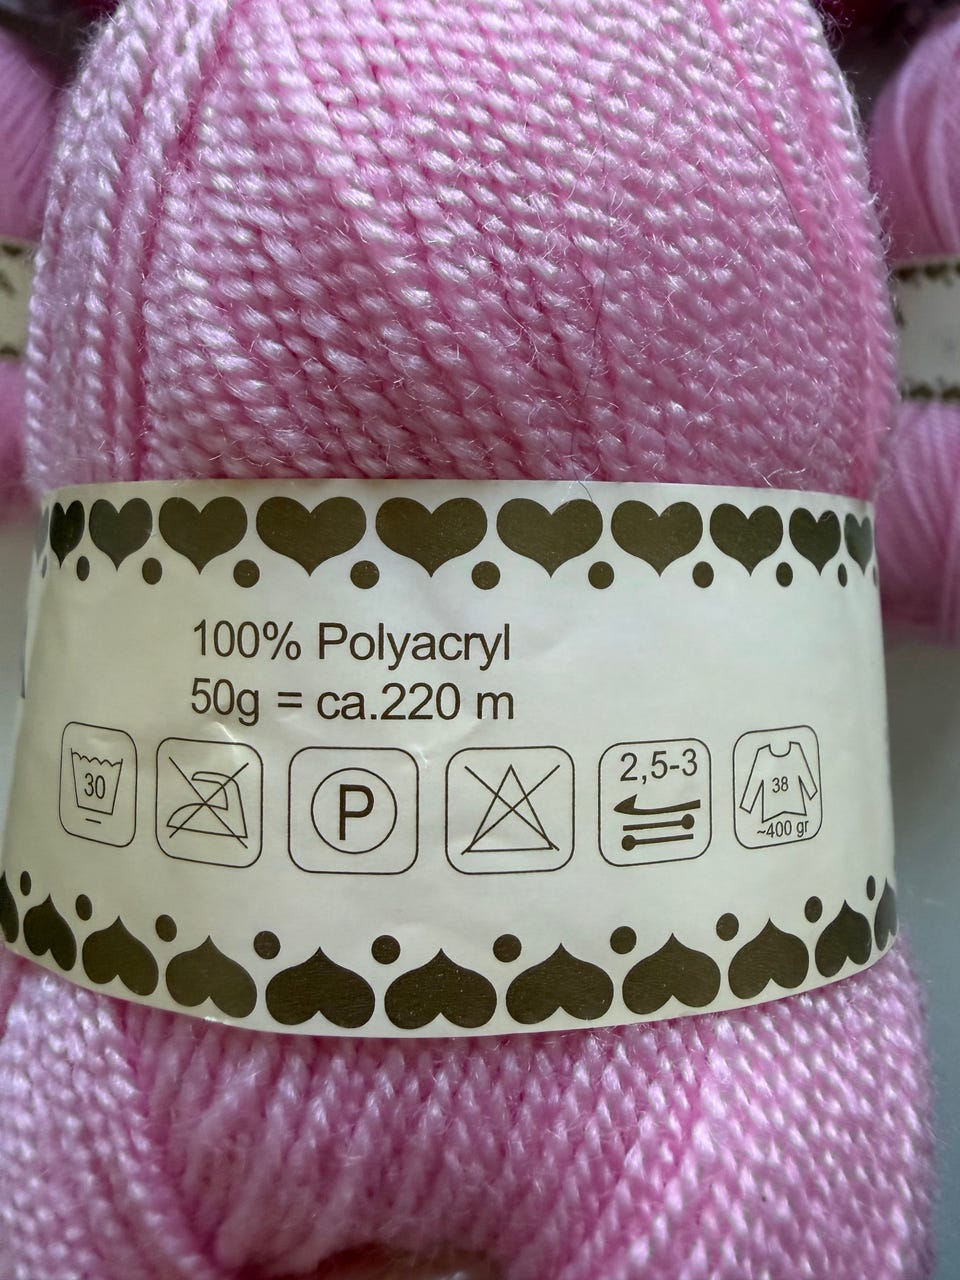 100% Polyacryl
50g = ca.220 m
30
P
2,5-3
38
~400 gr